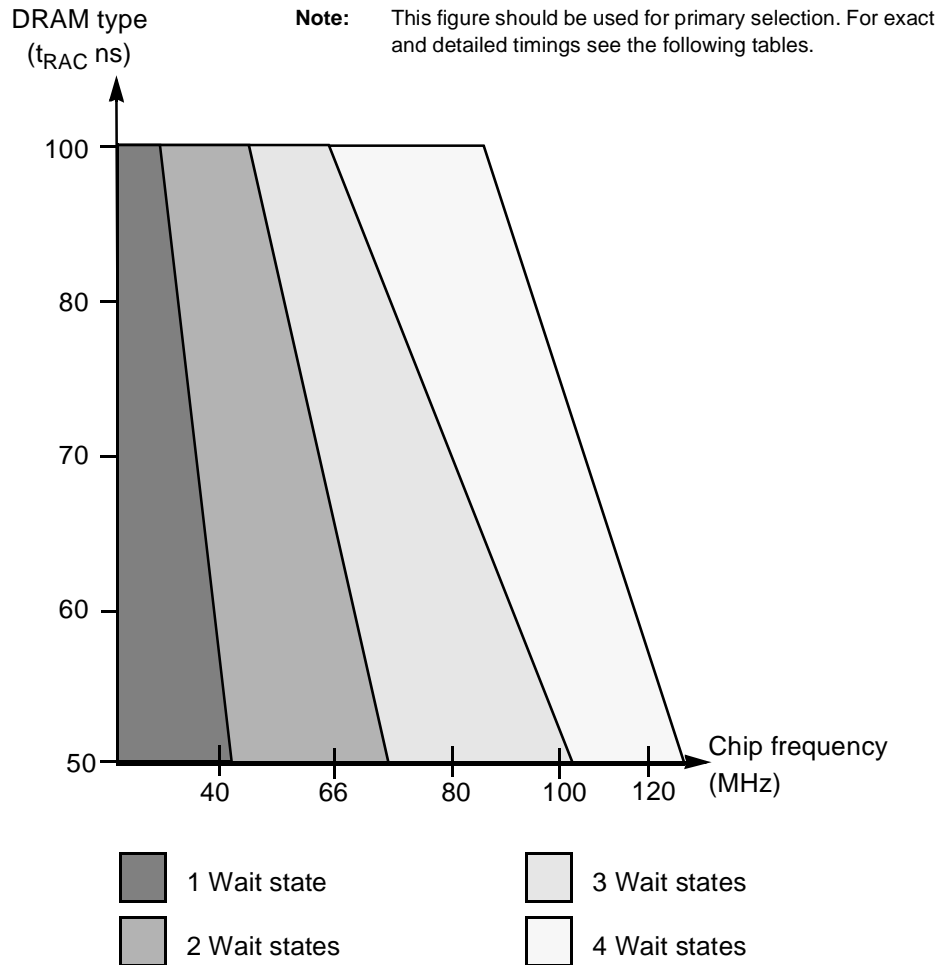 DRAM type
(tRAC ns)
Note: This figure should be used for primary selection. For exact
and detailed timings see the following tables.
100
80
70
60
50
40 66 80 100 120
Chip frequency
(MHz)
1 Wait state
2 Wait states
3 Wait states
4 Wait states